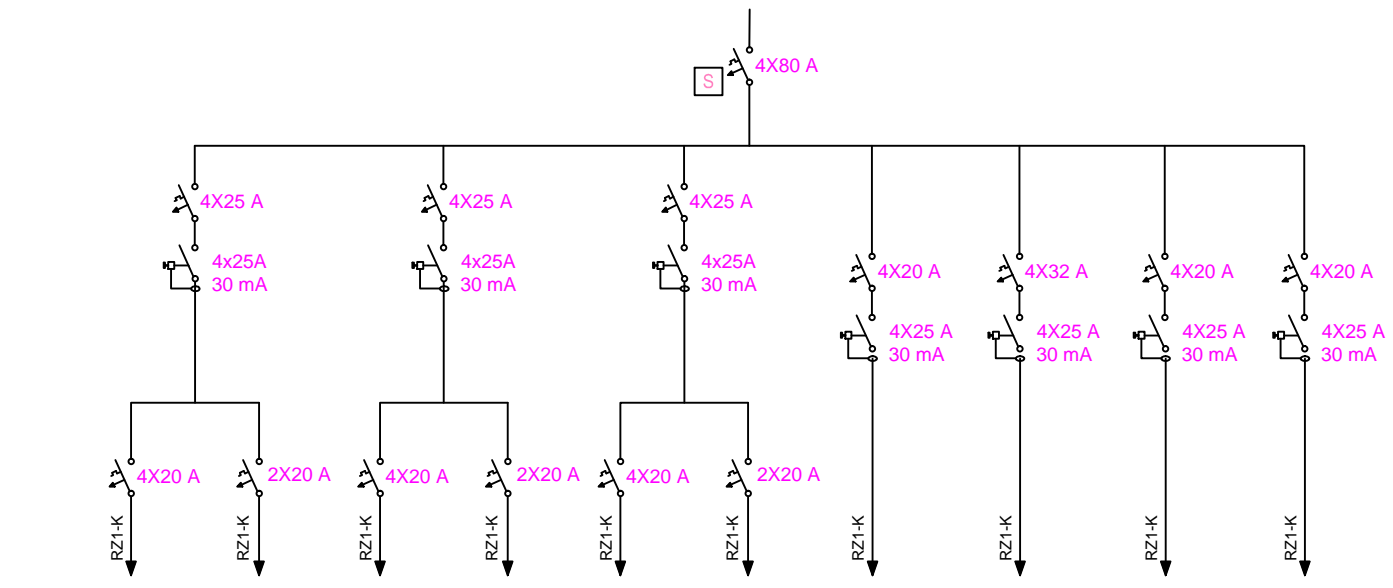 4X80 A
S
4X25 A
4X25 A
4X25 A
4x25A
30 mA
4x25A
30 mA
4x25A
30 mA
4X20 A
4X32 A
4X20 A
4X20 A
4X25 A
30 mA
4X25 A
30 mA
4X25 A
30 mA
4X25 A
30 mA
4X20 A
2X20 A
4X20 A
2X20 A
4X20 A
2X20 A
RZ1-K
RZ1-K
RZ1-K
RZ1-K
RZ1-K
RZ1-K
RZ1-K
RZ1-K
RZ1-K
RZ1-K